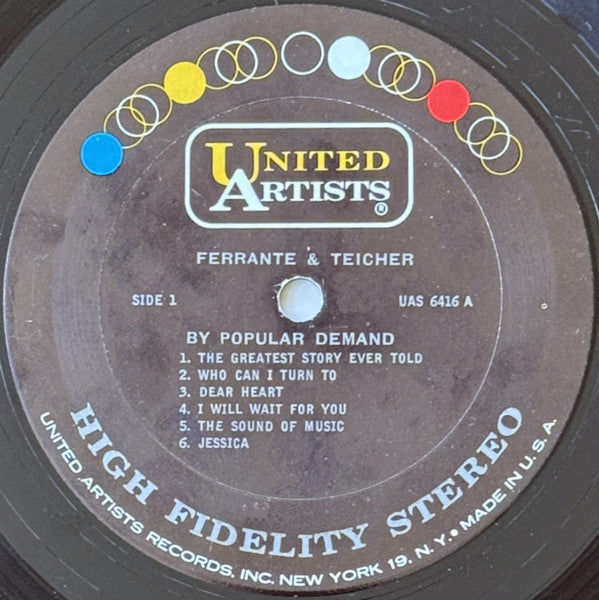 UNITED
ARTISTS
®
FERRANTE & TEICHER
SIDE 1
UAS 6416 A
BY POPULAR DEMAND
1. THE GREATEST STORY EVER TOLD
2. WHO CAN I TURN TO
3. DEAR HEART
4. I WILL WAIT FOR YOU
5. THE SOUND OF MUSIC
6. JESSICA
HIGH FIDELITY STEREO
UNITED ARTISTS RECORDS, INC. NEW YORK 19, N.Y. • MADE IN U.S.A.